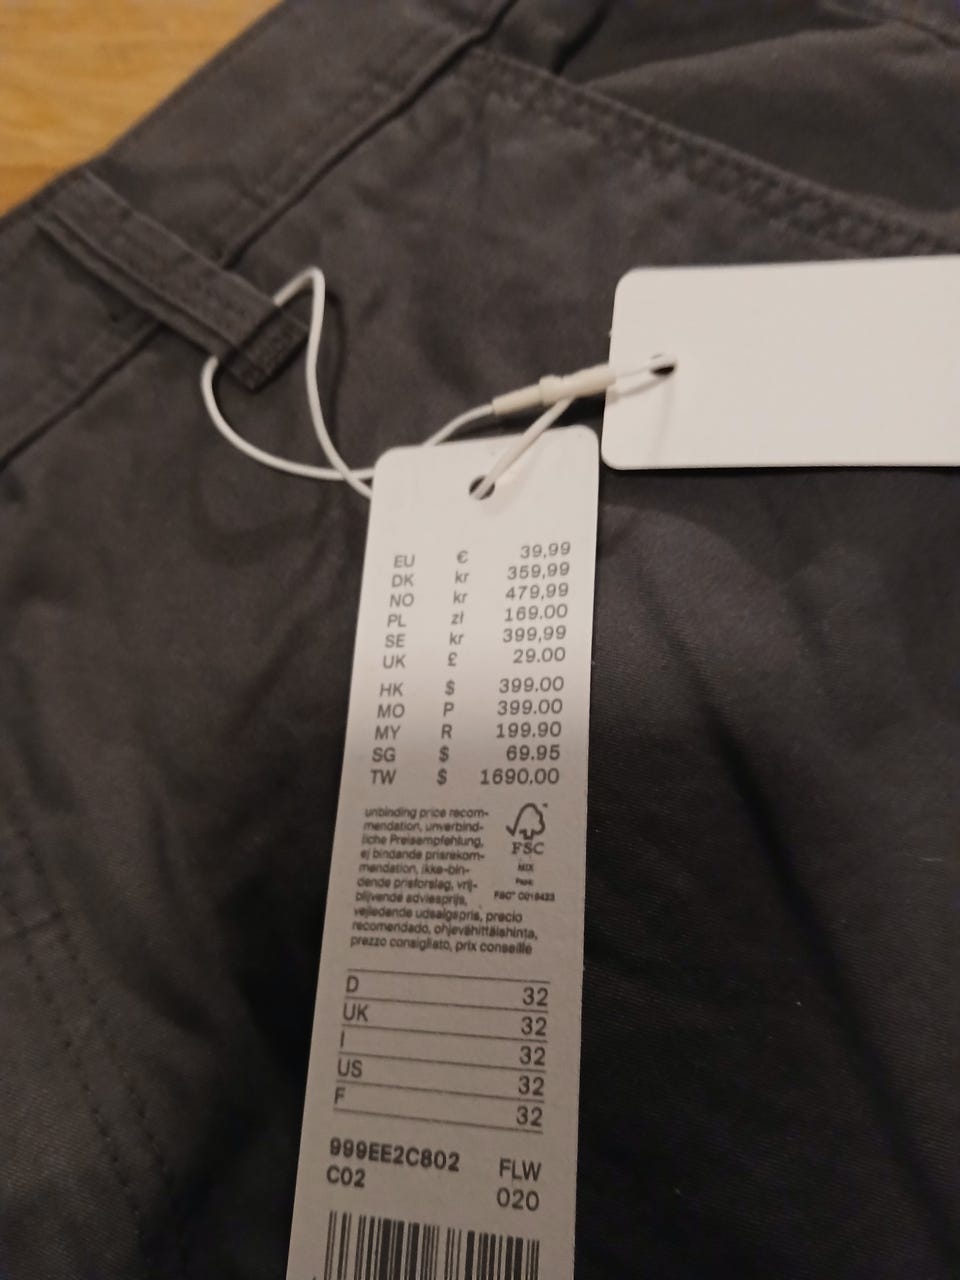 EU € 39,99
DK kr 359,99
NO kr 479,99
PL zł 169.00
SE kr 399,99
UK £ 29.00
HK $ 399.00
MO P 399.00
MY R 199.90
SG $ 69.95
TW $ 1690.00
unbinding price recom-
mendation, unverbind-
liche Preisempfehlung,
ej bindande prisrekom-
mendation, ikke-bin-
dende prisforslag, vrij-
blijvende adviesprijs,
vejledende udsalgspris, precio
recomendado, ohjevähittäishinta,
prezzo consigliato, prix conseillé
FSC
MIX
Paper
FSC™ C018423
D 32
UK 32
I 32
US 32
F 32
999EE2C802 FLW
C02 020